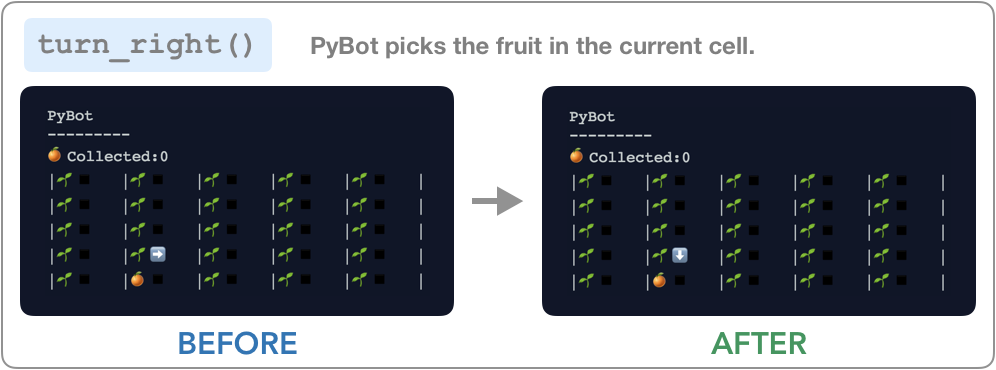 turn_right()
PyBot picks the fruit in the current cell.
PyBot
---------
🍊 Collected:0
|🌱 ◼ |🌱 ◼ |🌱 ◼ |🌱 ◼ |🌱 ◼ |
|🌱 ◼ |🌱 ◼ |🌱 ◼ |🌱 ◼ |🌱 ◼ |
|🌱 ◼ |🌱 ◼ |🌱 ◼ |🌱 ◼ |🌱 ◼ |
|🌱 ◼ |🌱 ➡️ |🌱 ◼ |🌱 ◼ |🌱 ◼ |
|🌱 ◼ |🍊 ◼ |🌱 ◼ |🌱 ◼ |🌱 ◼ |
BEFORE
PyBot
---------
🍊 Collected:0
|🌱 ◼ |🌱 ◼ |🌱 ◼ |🌱 ◼ |🌱 ◼ |
|🌱 ◼ |🌱 ◼ |🌱 ◼ |🌱 ◼ |🌱 ◼ |
|🌱 ◼ |🌱 ◼ |🌱 ◼ |🌱 ◼ |🌱 ◼ |
|🌱 ◼ |🌱 ⬇️ |🌱 ◼ |🌱 ◼ |🌱 ◼ |
|🌱 ◼ |🍊 ◼ |🌱 ◼ |🌱 ◼ |🌱 ◼ |
AFTER